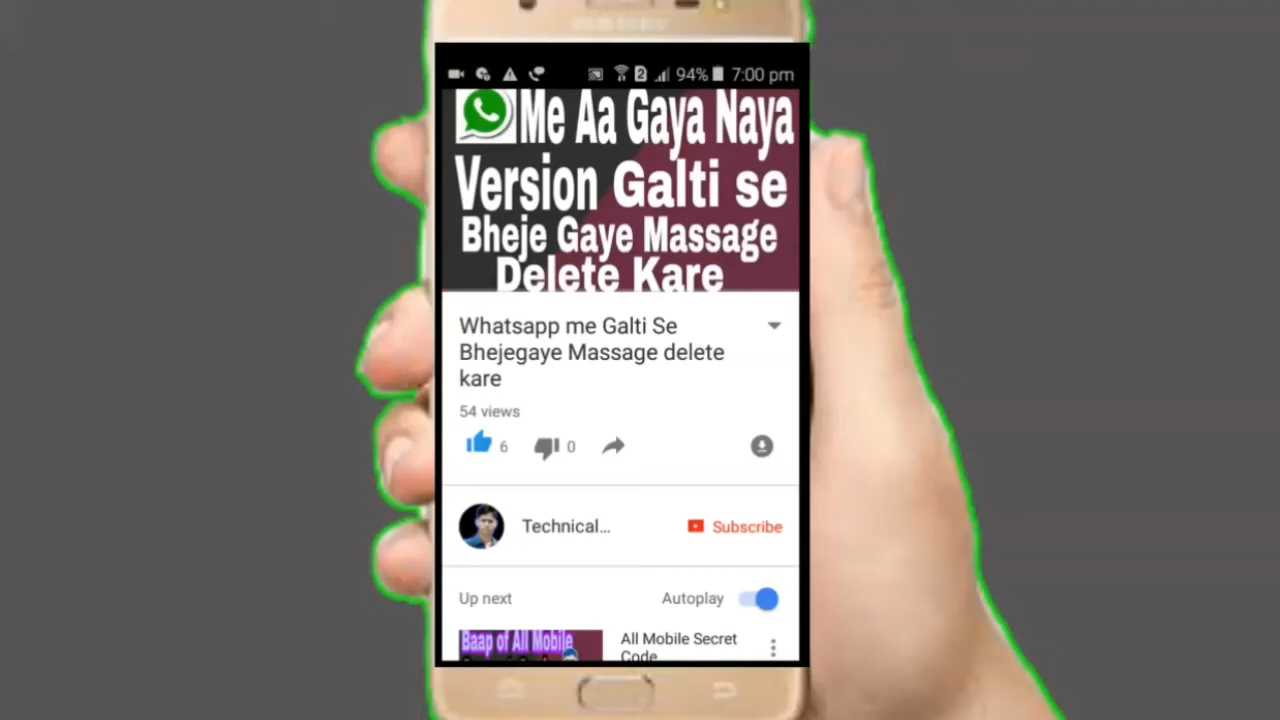 SAMSUNG
2 94% 7:00 pm
Me Aa Gaya Naya
Version Galti se
Bheje Gaye Massage
Delete Kare
Whatsapp me Galti Se
Bhejegaye Massage delete
kare
54 views
6 0
Technical...
Subscribe
Up next
Autoplay
Baap of All Mobile
All Mobile Secret
Code